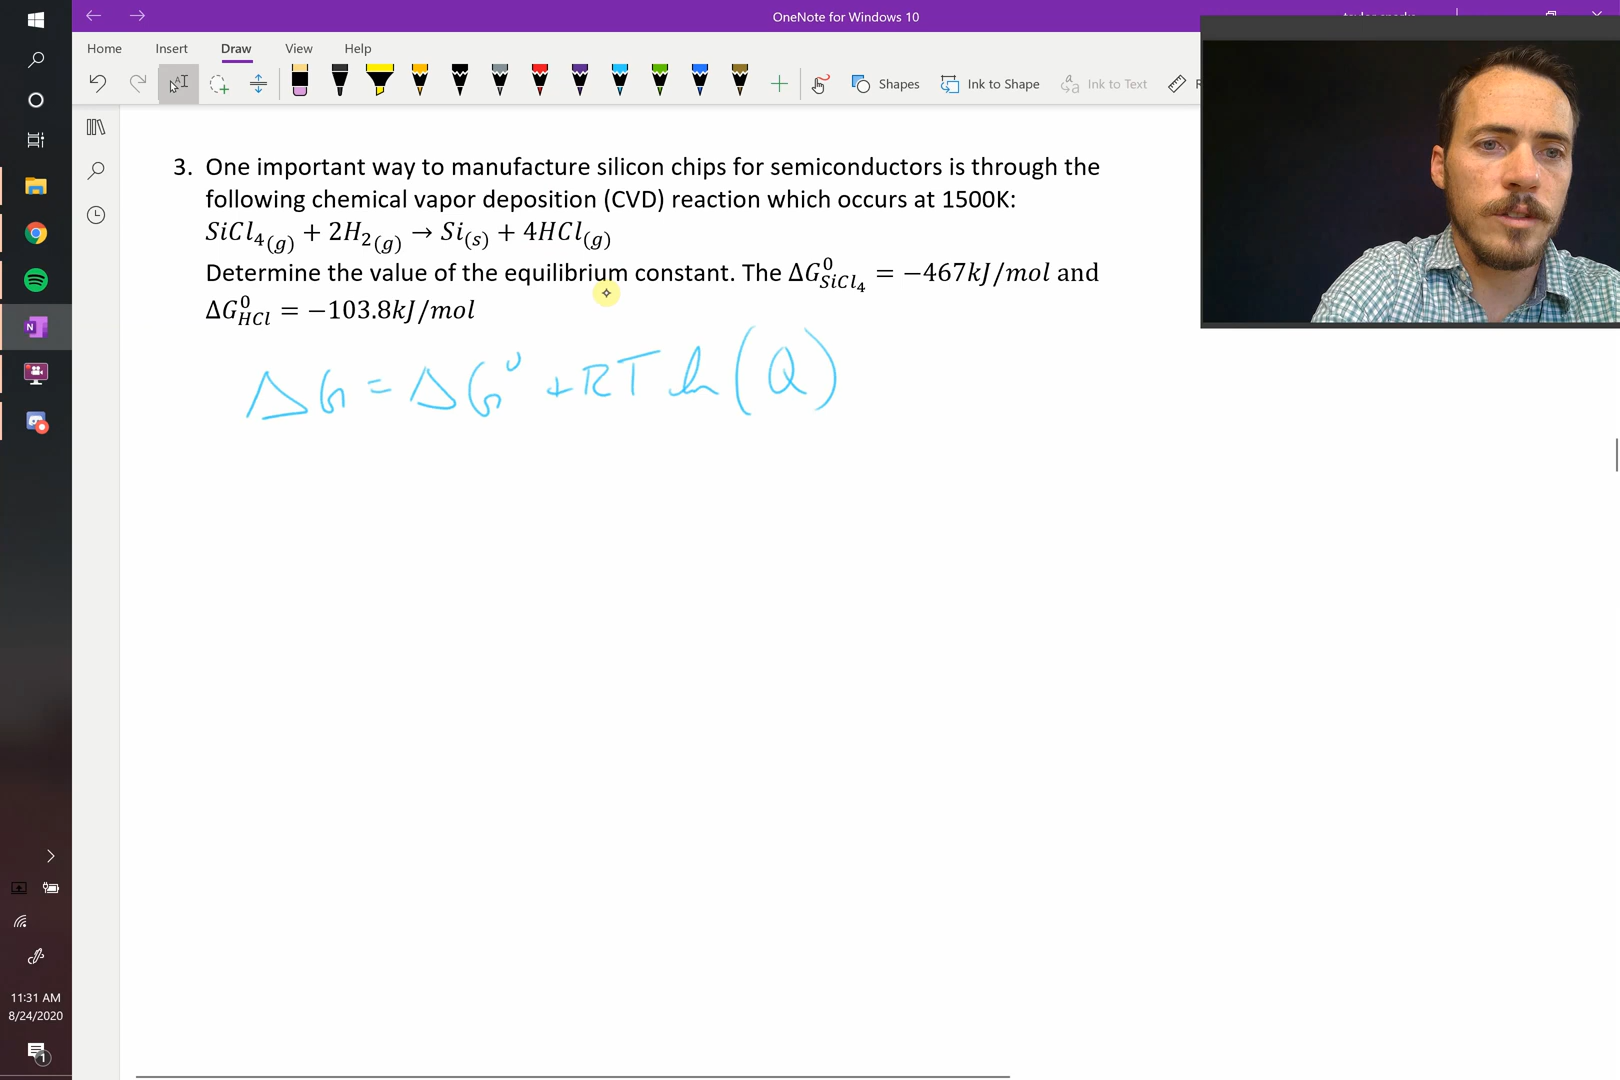 OneNote for Windows 10
Home Insert Draw View Help
Shapes Ink to Shape Ink to Text
3. One important way to manufacture silicon chips for semiconductors is through the
following chemical vapor deposition (CVD) reaction which occurs at 1500K:
SiCl₄(g) + 2H₂(g) → Si(s) + 4HCl(g)
Determine the value of the equilibrium constant. The ΔG⁰SiCl₄ = −467kJ/mol and
ΔG⁰HCl = −103.8kJ/mol
ΔG = ΔG⁰ + RT ln(Q)
11:31 AM
8/24/2020
1